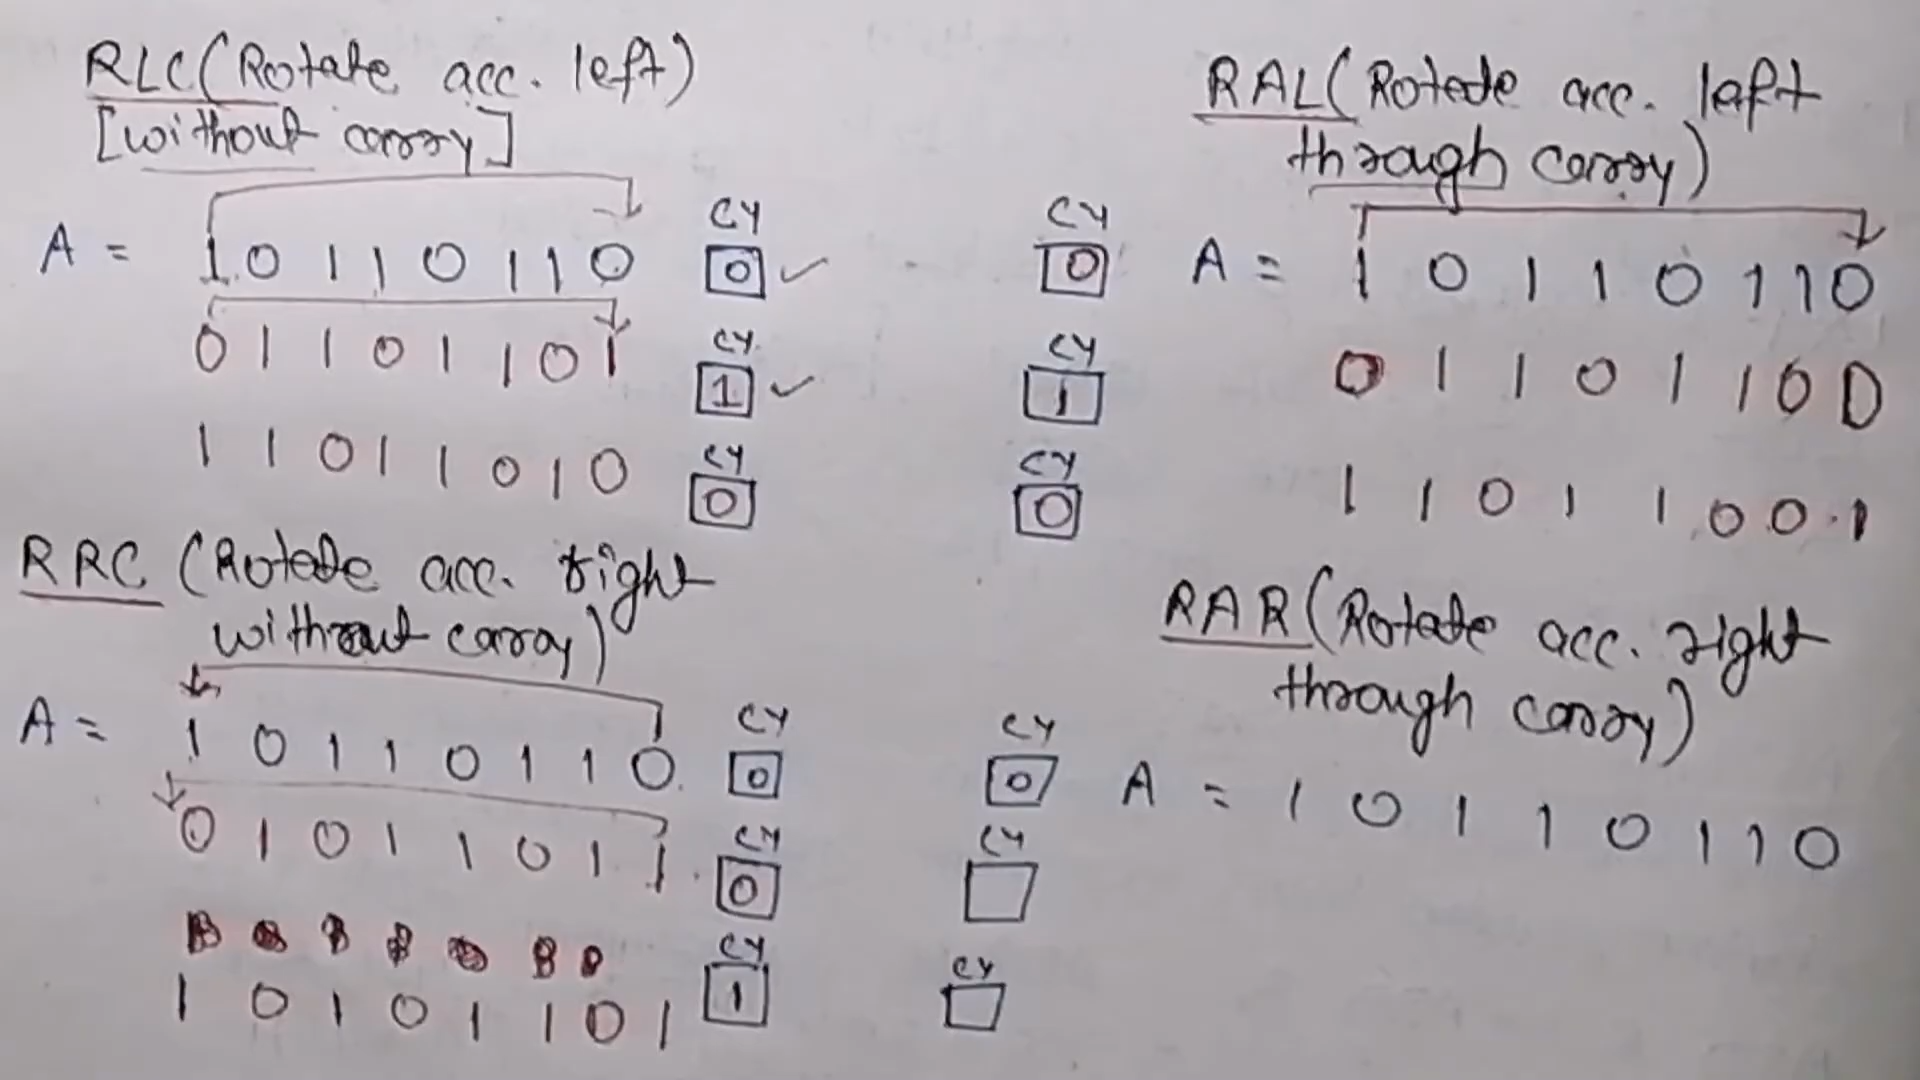 RLC (Rotate acc. left)
[without carry]
CY
A = 1 0 1 1 0 1 1 0 0
CY
0 1 1 0 1 1 0 1 1
CY
1 1 0 1 1 0 1 0 0
RRC (Rotate acc. right
without carry)
CY
A = 1 0 1 1 0 1 1 0 0
CY
0 1 0 1 1 0 1 1 0
CY
1 0 1 0 1 1 0 1 1
RAL (Rotate acc. left
through carry)
CY
0 A = 1 0 1 1 0 1 1 0
CY
1 0 1 1 0 1 1 0 0
CY
0 1 1 0 1 1 0 0 1
RAR (Rotate acc. right
through carry)
CY
0 A = 1 0 1 1 0 1 1 0
CY
CY